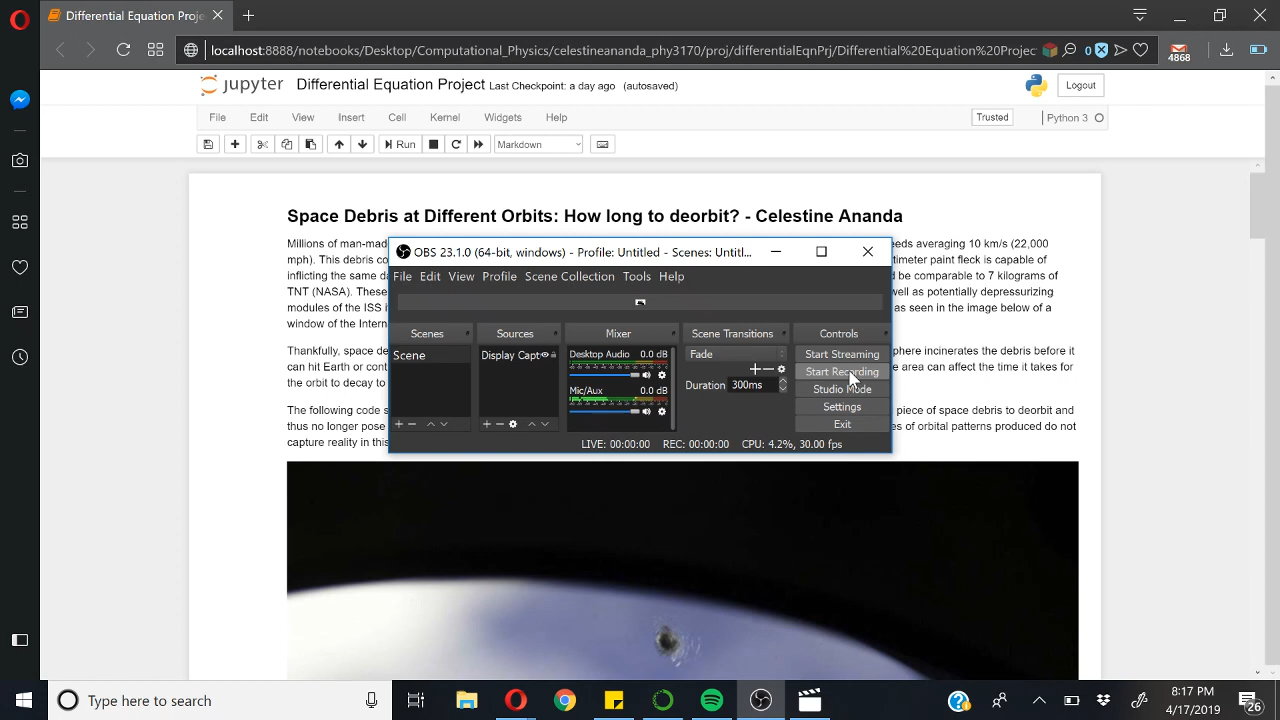 Differential Equation Proj
localhost:8888/notebooks/Desktop/Computational_Physics/celestineananda_phy3170/proj/differentialEqnPrj/Differential%20Equation%20Project
0
4868
jupyter Differential Equation Project Last Checkpoint: a day ago (autosaved)
Logout
File Edit View Insert Cell Kernel Widgets Help
Trusted
Python 3
Run
Markdown
Space Debris at Different Orbits: How long to deorbit? - Celestine Ananda
Millions of man-mad
eeds averaging 10 km/s (22,000
mph). This debris co
timeter paint fleck is capable of
inflicting the same da
d be comparable to 7 kilograms of
TNT (NASA). These
well as potentially depressurizing
modules of the ISS i
as seen in the image below of a
window of the Intern
Thankfully, space de
phere incinerates the debris before it
can hit Earth or cont
e area can affect the time it takes for
the orbit to decay to
The following code s
piece of space debris to deorbit and
thus no longer pose
es of orbital patterns produced do not
capture reality in this
OBS 23.1.0 (64-bit, windows) - Profile: Untitled - Scenes: Untitl...
File Edit View Profile Scene Collection Tools Help
Scenes
Sources
Mixer
Scene Transitions
Controls
Scene
Display Capt
Desktop Audio 0.0 dB
Mic/Aux 0.0 dB
Fade
Duration 300ms
Start Streaming
Start Recording
Studio Mode
Settings
Exit
LIVE: 00:00:00 REC: 00:00:00 CPU: 4.2%, 30.00 fps
Type here to search
8:17 PM
4/17/2019
26